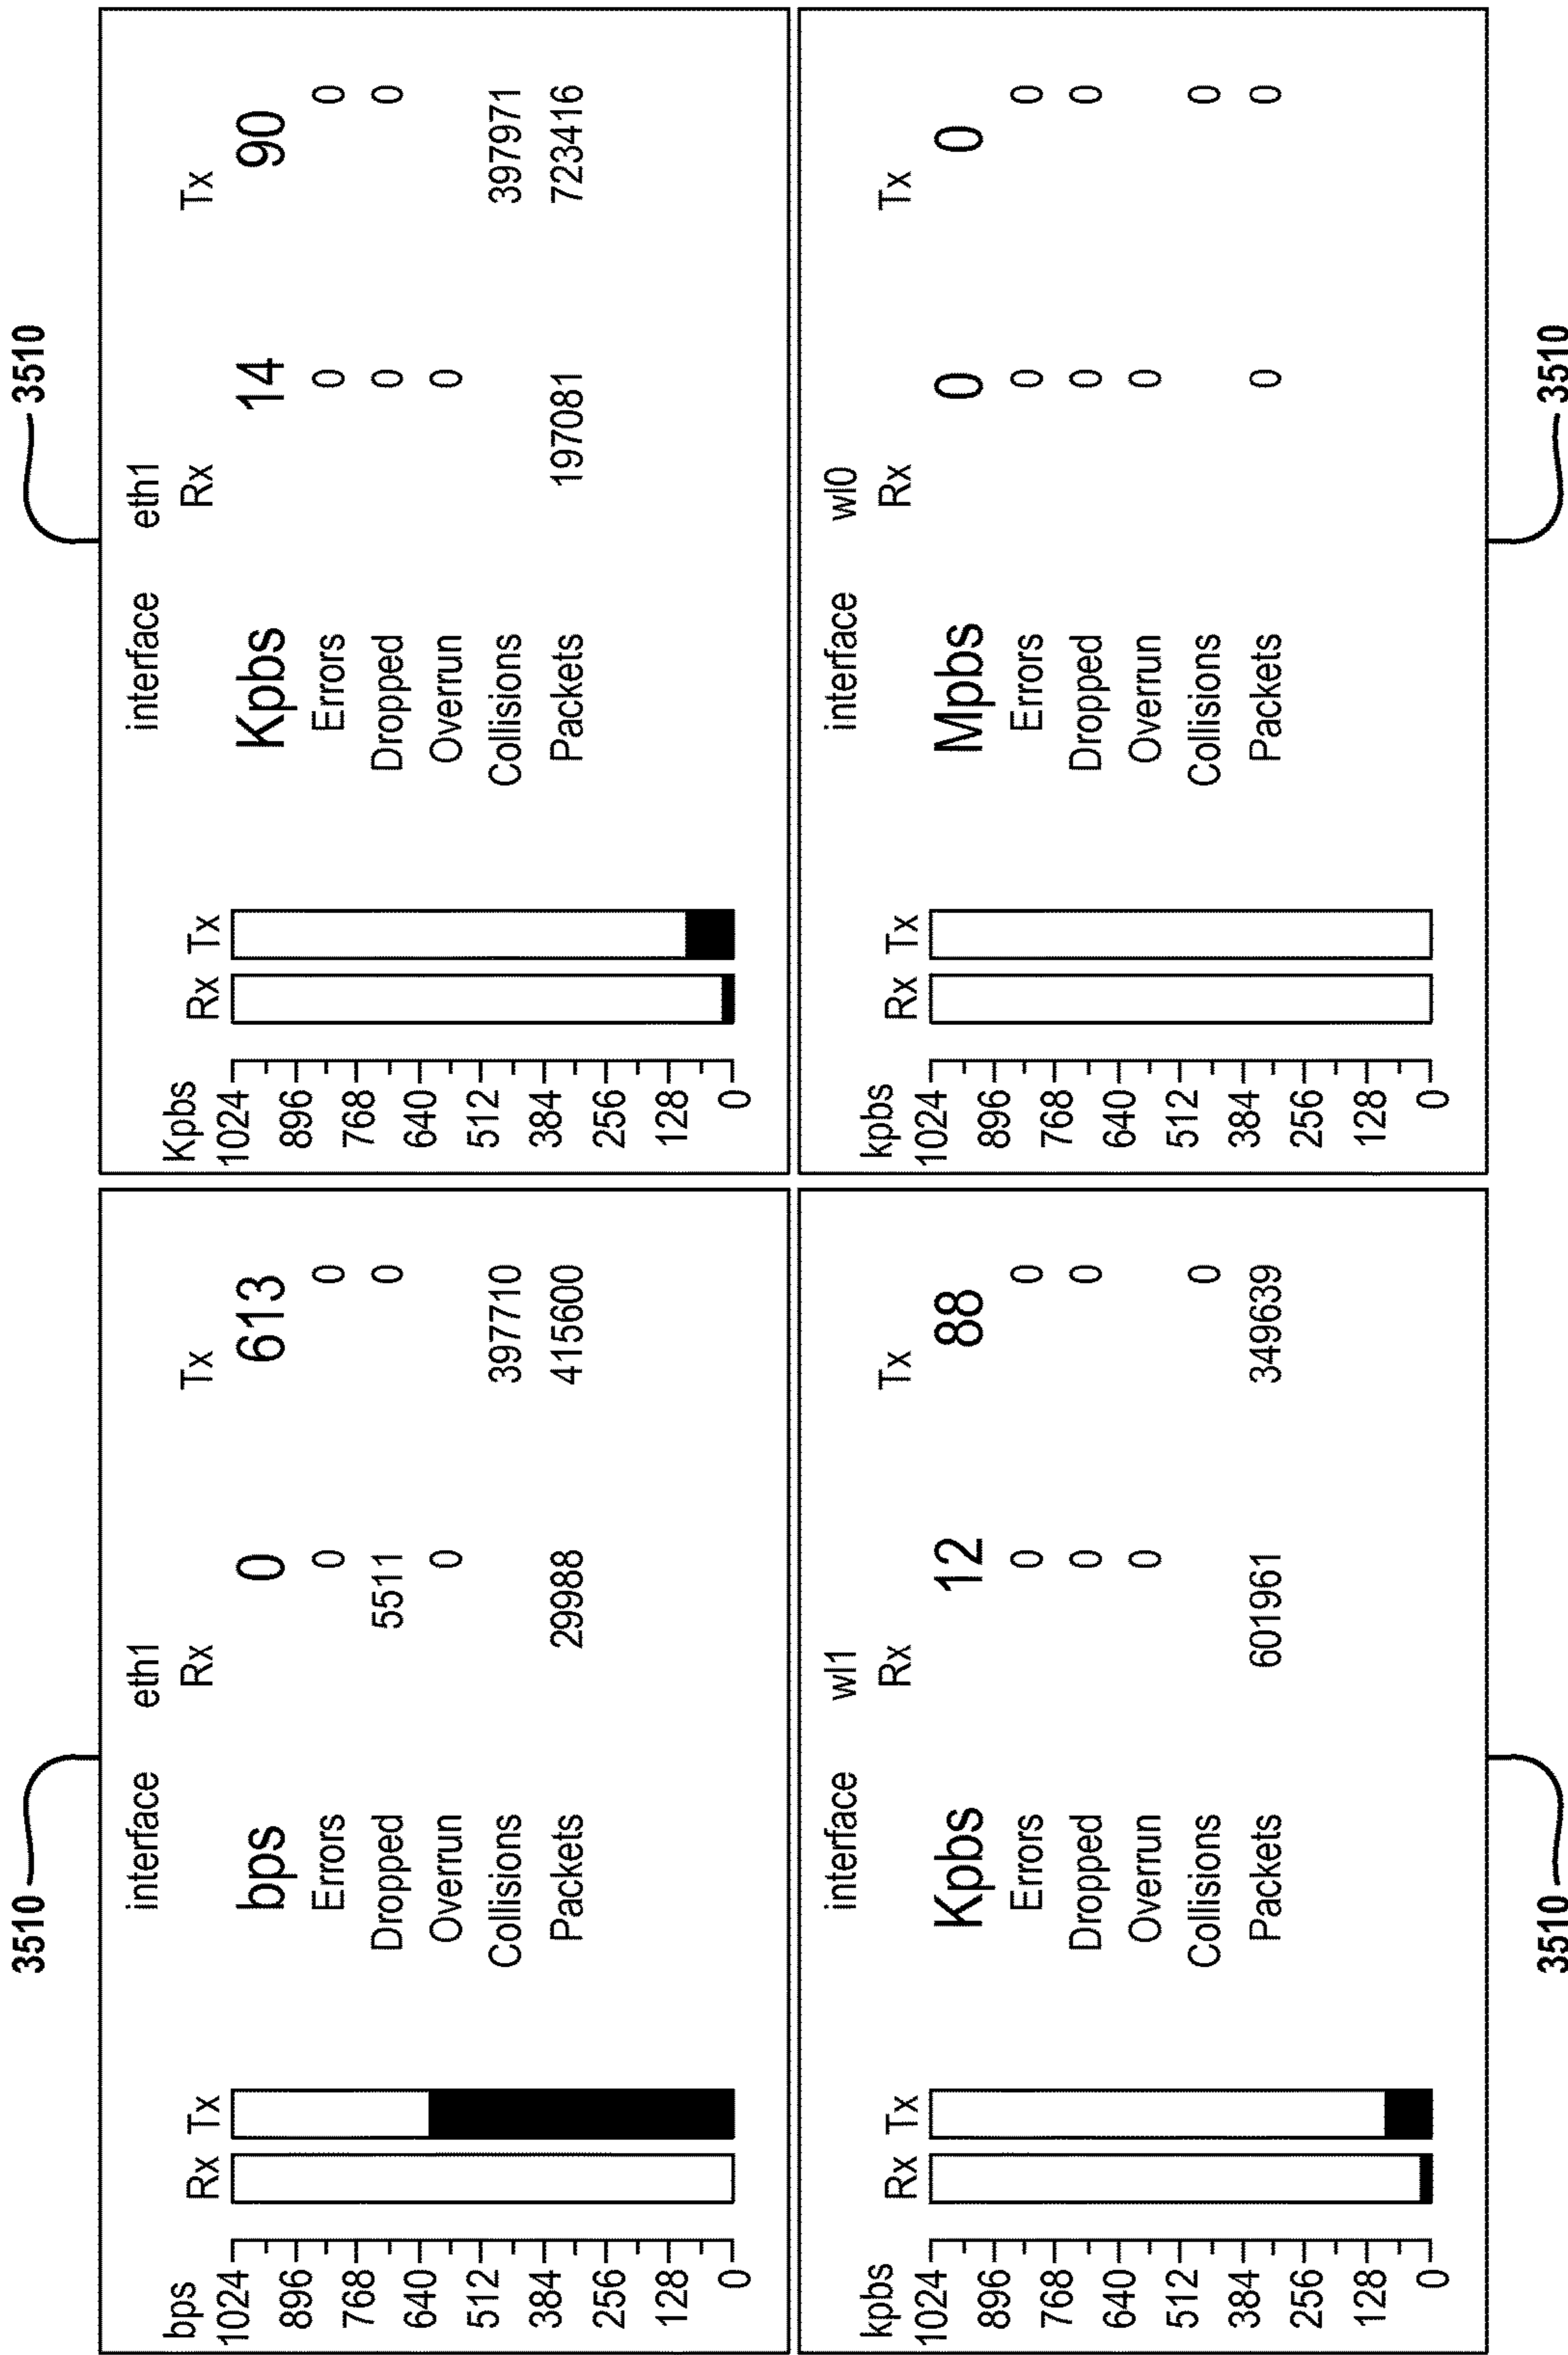 3510
3510
interface eth1
Rx Tx
bps 0 613
Errors 0 0
Dropped 5511 0
Overrun 0
Collisions 397710
Packets 29988 415600
bps Rx Tx
1024
896
768
640
512
384
256
128
0
interface eth1
Rx Tx
Kpbs 14 90
Errors 0 0
Dropped 0 0
Overrun 0
Collisions 397971
Packets 197081 723416
Kpbs Rx Tx
1024
896
768
640
512
384
256
128
0
interface wl1
Rx Tx
Kpbs 12 88
Errors 0 0
Dropped 0 0
Overrun 0
Collisions 0
Packets 601961 349639
kpbs Rx Tx
1024
896
768
640
512
384
256
128
0
interface wl0
Rx Tx
Mpbs 0 0
Errors 0 0
Dropped 0 0
Overrun 0
Collisions 0
Packets 0 0
kpbs Rx Tx
1024
896
768
640
512
384
256
128
0
3510
3510